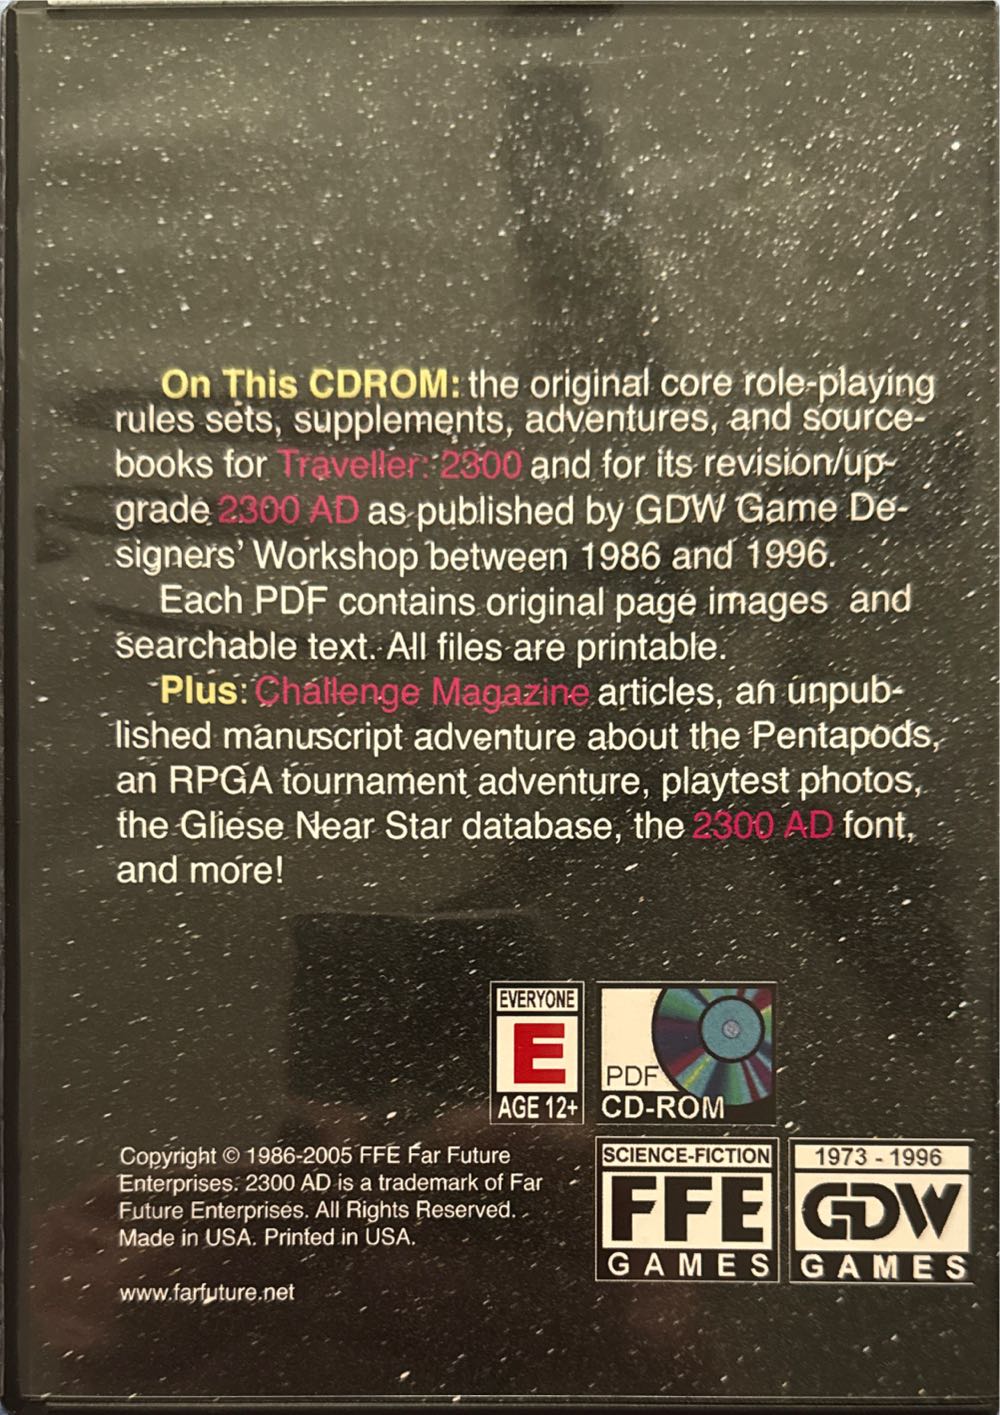 On This CDROM: the original core role-playing
rules sets, supplements, adventures, and source-
books for Traveller: 2300 and for its revision/up-
grade 2300 AD as published by GDW Game De-
signers' Workshop between 1986 and 1996.
Each PDF contains original page images and
searchable text. All files are printable.
Plus: Challenge Magazine articles, an unpub-
lished manuscript adventure about the Pentapods,
an RPGA tournament adventure, playtest photos,
the Gliese Near Star database, the 2300 AD font,
and more!
EVERYONE
E
AGE 12+
PDF
CD-ROM
Copyright © 1986-2005 FFE Far Future
Enterprises. 2300 AD is a trademark of Far
Future Enterprises. All Rights Reserved.
Made in USA. Printed in USA.
www.farfuture.net
SCIENCE-FICTION
FFE
GAMES
1973 - 1996
GDW
GAMES